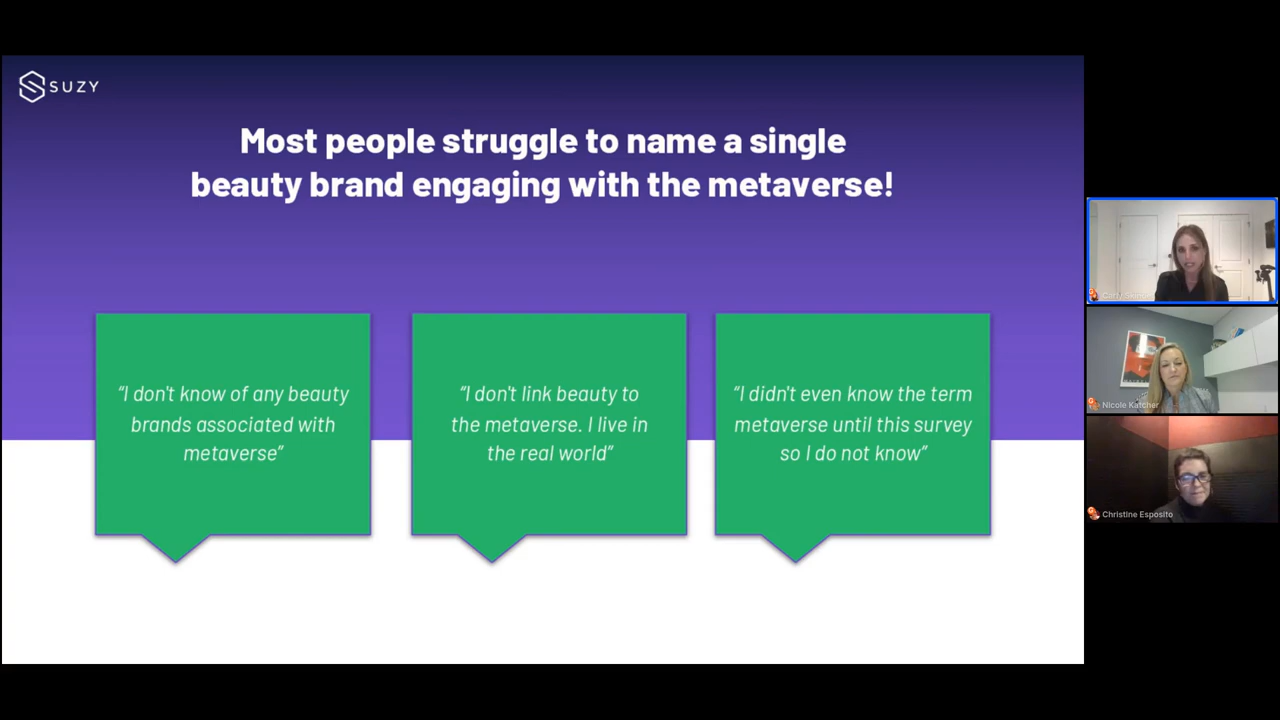 SUZY
Most people struggle to name a single
beauty brand engaging with the metaverse!
“I don't know of any beauty
brands associated with
metaverse”
“I don't link beauty to
the metaverse. I live in
the real world”
“I didn't even know the term
metaverse until this survey
so I do not know”
Nicole Katcher
Christine Esposito